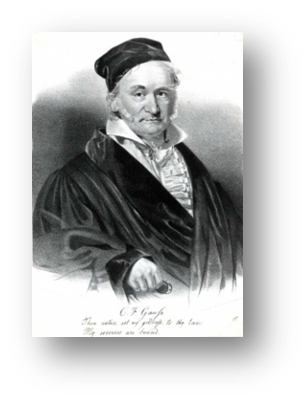 C. F. Gauss
Thou nature art my goddess to thy laws
My services are bound.